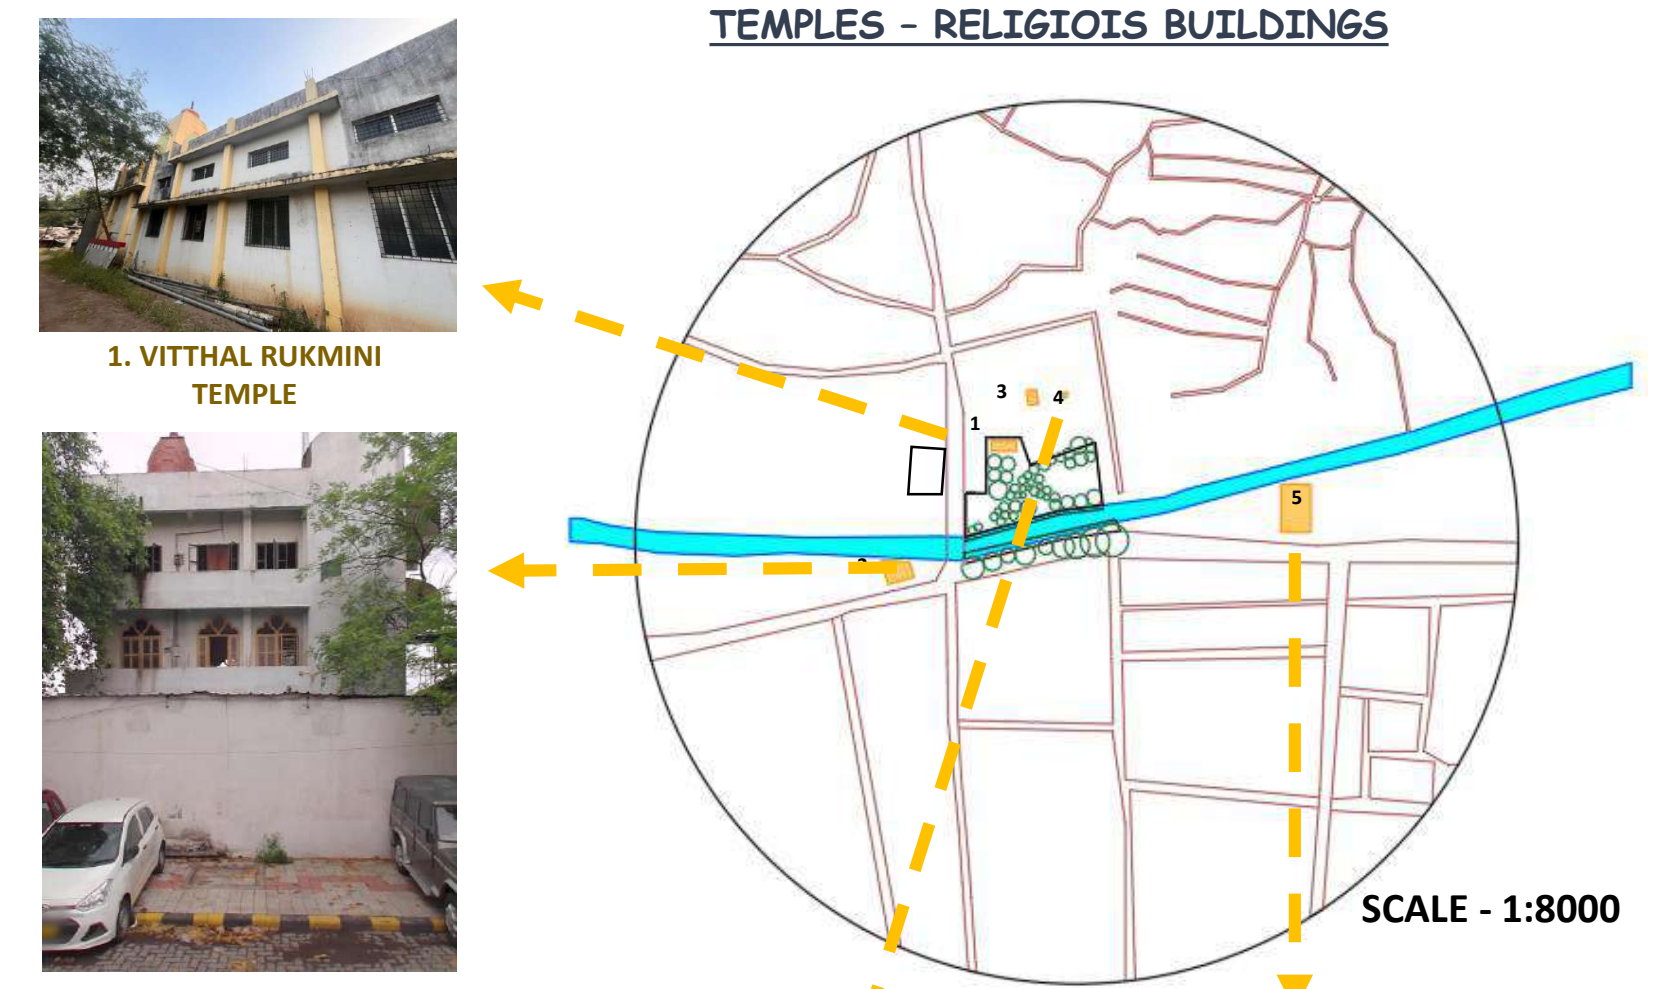 TEMPLES – RELIGIOIS BUILDINGS
1. VITTHAL RUKMINI
TEMPLE
3
4
1
5
SCALE - 1:8000